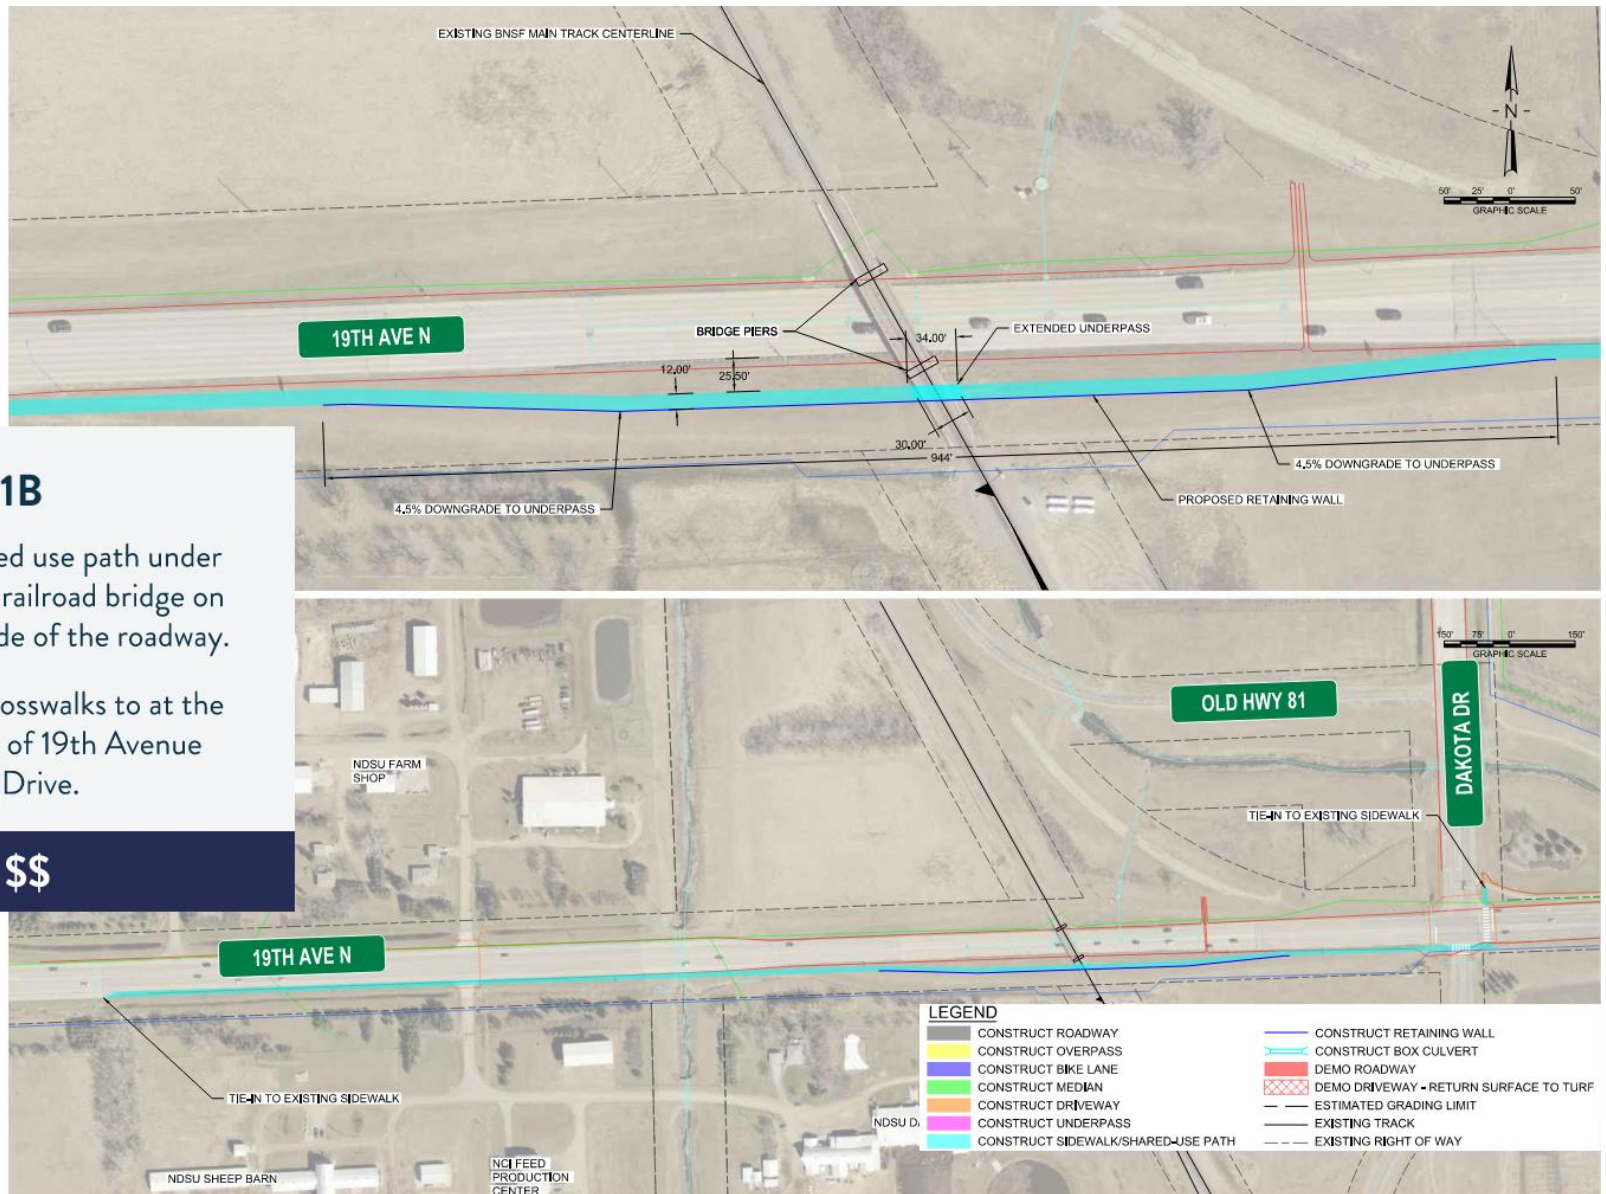 EXISTING BNSF MAIN TRACK CENTERLINE
N
50' 25' 0' 50'
GRAPHIC SCALE
19TH AVE N
BRIDGE PIERS
34.00'
EXTENDED UNDERPASS
12.00'
25.50'
30.00'
944'
4.5% DOWNGRADE TO UNDERPASS
4.5% DOWNGRADE TO UNDERPASS
PROPOSED RETAINING WALL
1B
ed use path under
railroad bridge on
de of the roadway.
osswalks to at the
of 19th Avenue
Drive.
$$
150' 75' 0' 150'
GRAPHIC SCALE
OLD HWY 81
DAKOTA DR
NDSU FARM
SHOP
TIE-IN TO EXISTING SIDEWALK
19TH AVE N
TIE-IN TO EXISTING SIDEWALK
NDSU SHEEP BARN
NCI FEED
PRODUCTION
CENTER
NDSU D
LEGEND
CONSTRUCT ROADWAY
CONSTRUCT OVERPASS
CONSTRUCT BIKE LANE
CONSTRUCT MEDIAN
CONSTRUCT DRIVEWAY
CONSTRUCT UNDERPASS
CONSTRUCT SIDEWALK/SHARED-USE PATH
CONSTRUCT RETAINING WALL
CONSTRUCT BOX CULVERT
DEMO ROADWAY
DEMO DRIVEWAY - RETURN SURFACE TO TURF
ESTIMATED GRADING LIMIT
EXISTING TRACK
EXISTING RIGHT OF WAY